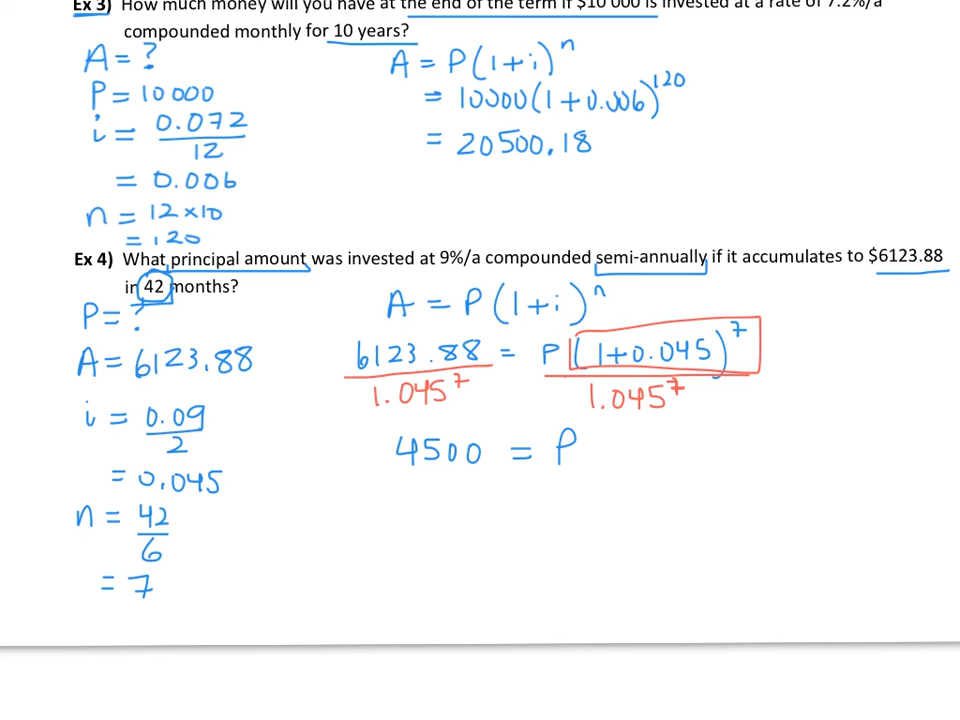 Ex 3) How much money will you have at the end of the term if $10 000 is invested at a rate of 7.2%/a
compounded monthly for 10 years?
A = ?
P = 10 000
i = 0.072 / 12
= 0.006
n = 12 × 10
= 120
A = P(1+i)^n
= 10000(1+0.006)^120
= 20500.18
Ex 4) What principal amount was invested at 9%/a compounded semi-annually if it accumulates to $6123.88
in 42 months?
P = ?
A = 6123.88
i = 0.09 / 2
= 0.045
n = 42 / 6
= 7
A = P(1+i)^n
6123.88 = P(1+0.045)^7
1.045^7 1.045^7
4500 = P